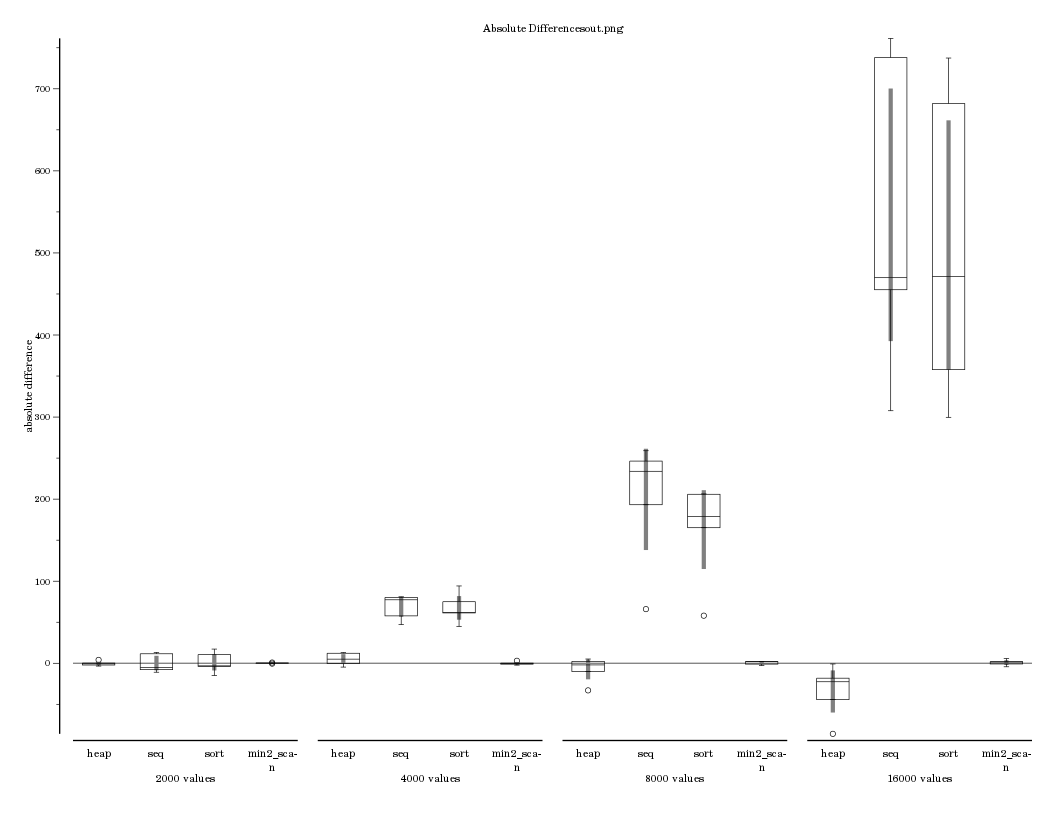 Absolute Differencesout.png
700
600
500
400
300
200
100
0
absolute difference
heap seq sort min2_sca-
n
2000 values
heap seq sort min2_sca-
n
4000 values
heap seq sort min2_sca-
n
8000 values
heap seq sort min2_sca-
n
16000 values